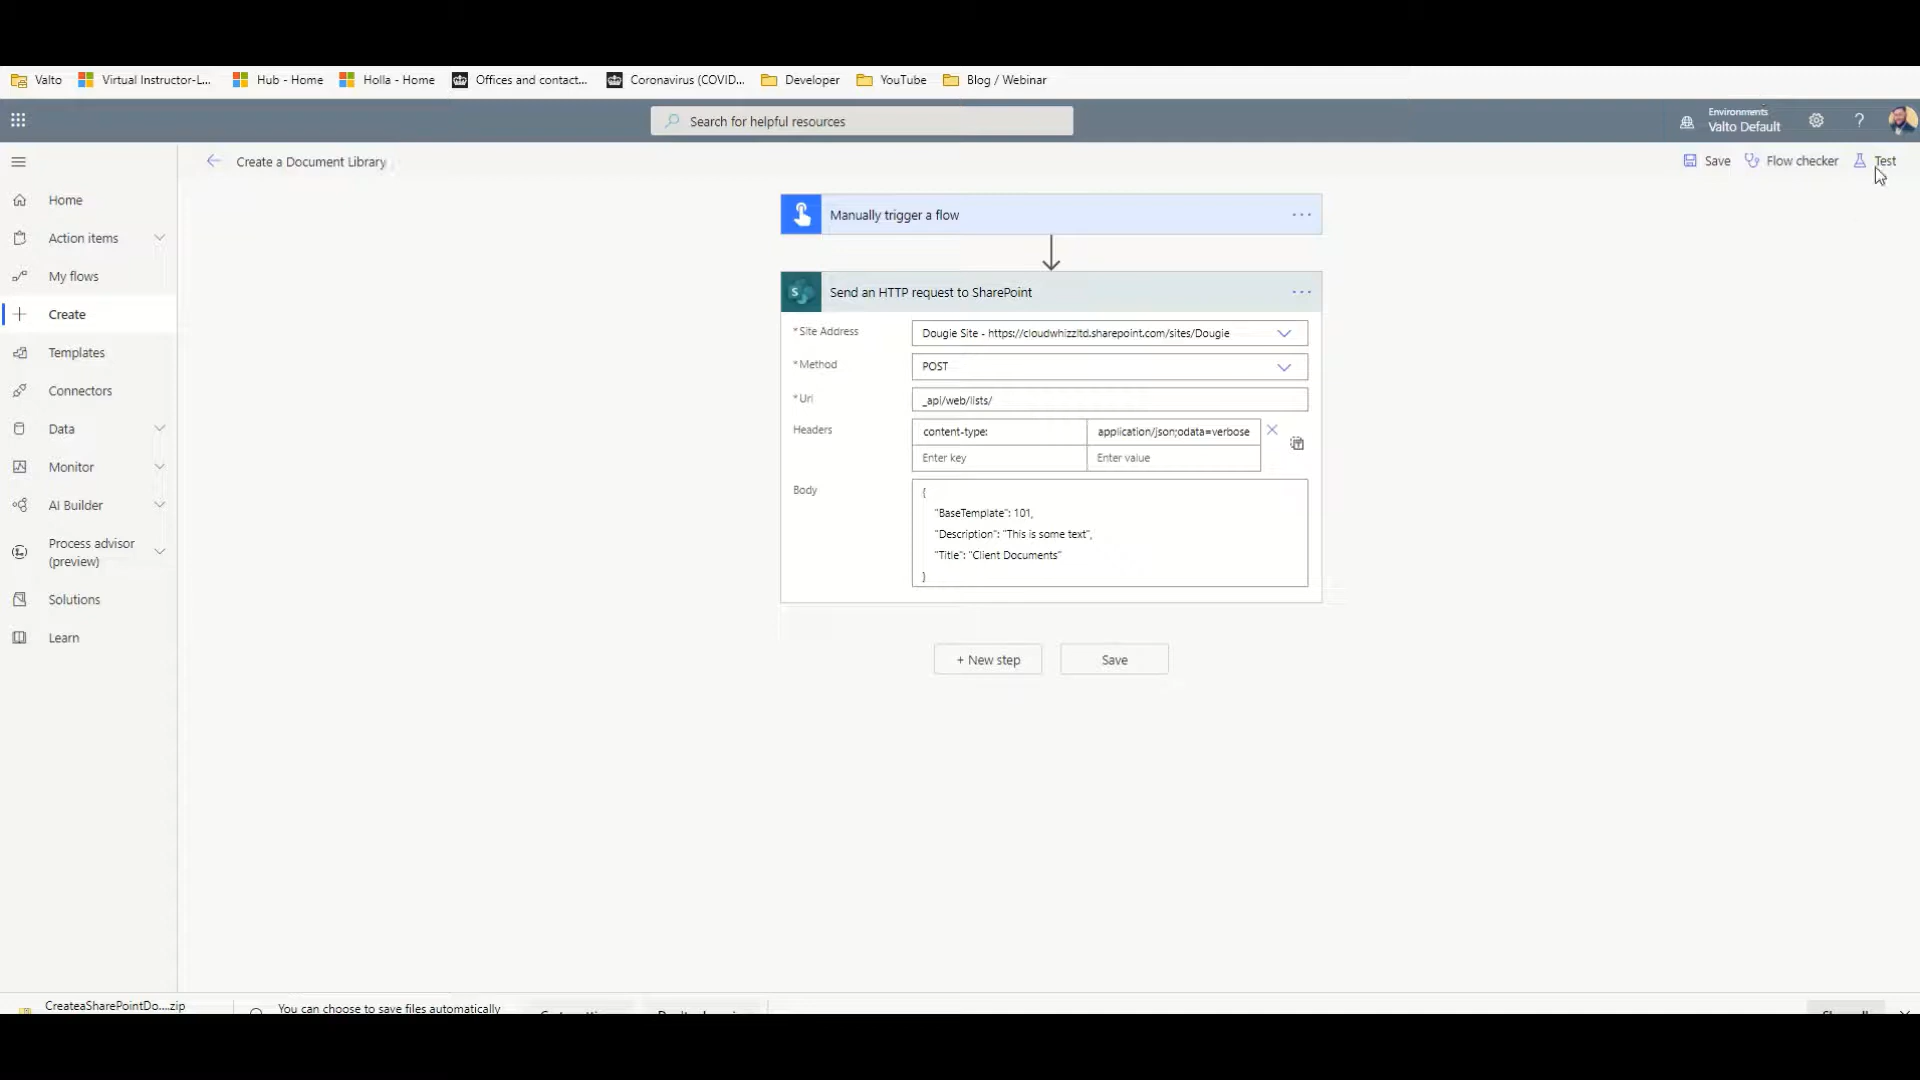 Valto
Virtual Instructor-L...
Hub - Home
Holla - Home
Offices and contact...
Coronavirus (COVID...
Developer
YouTube
Blog / Webinar
Search for helpful resources
Environments
Valto Default
?
Create a Document Library
Save
Flow checker
Test
Home
Action items
My flows
Create
Templates
Connectors
Data
Monitor
AI Builder
Process advisor
(preview)
Solutions
Learn
Manually trigger a flow
...
Send an HTTP request to SharePoint
...
*Site Address
Dougie Site - https://cloudwhizzltd.sharepoint.com/sites/Dougie
*Method
POST
*Uri
_api/web/lists/
Headers
content-type:
application/json;odata=verbose
Enter key
Enter value
Body
{
"BaseTemplate": 101,
"Description": "This is some text",
"Title": "Client Documents"
}
+ New step
Save
CreateaSharePointDo....zip
You can choose to save files automatically